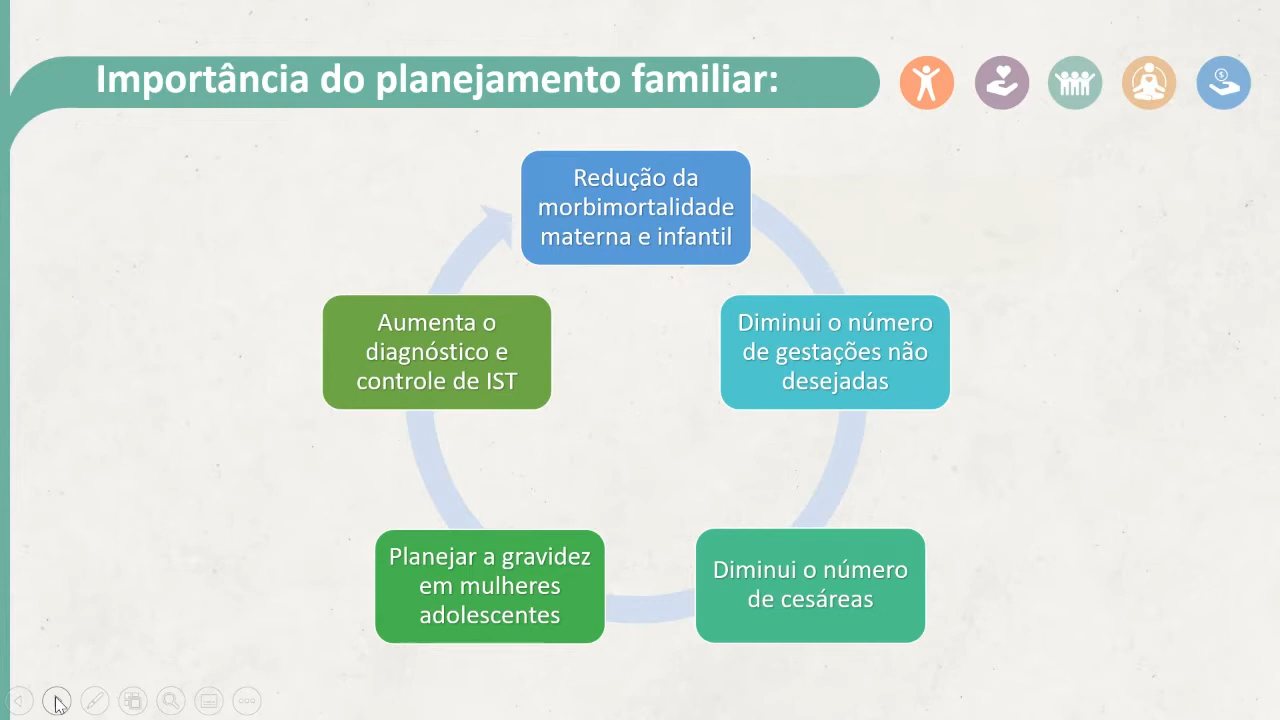 Importância do planejamento familiar:
Redução da
morbimortalidade
materna e infantil
Diminui o número
de gestações não
desejadas
Diminui o número
de cesáreas
Planejar a gravidez
em mulheres
adolescentes
Aumenta o
diagnóstico e
controle de IST